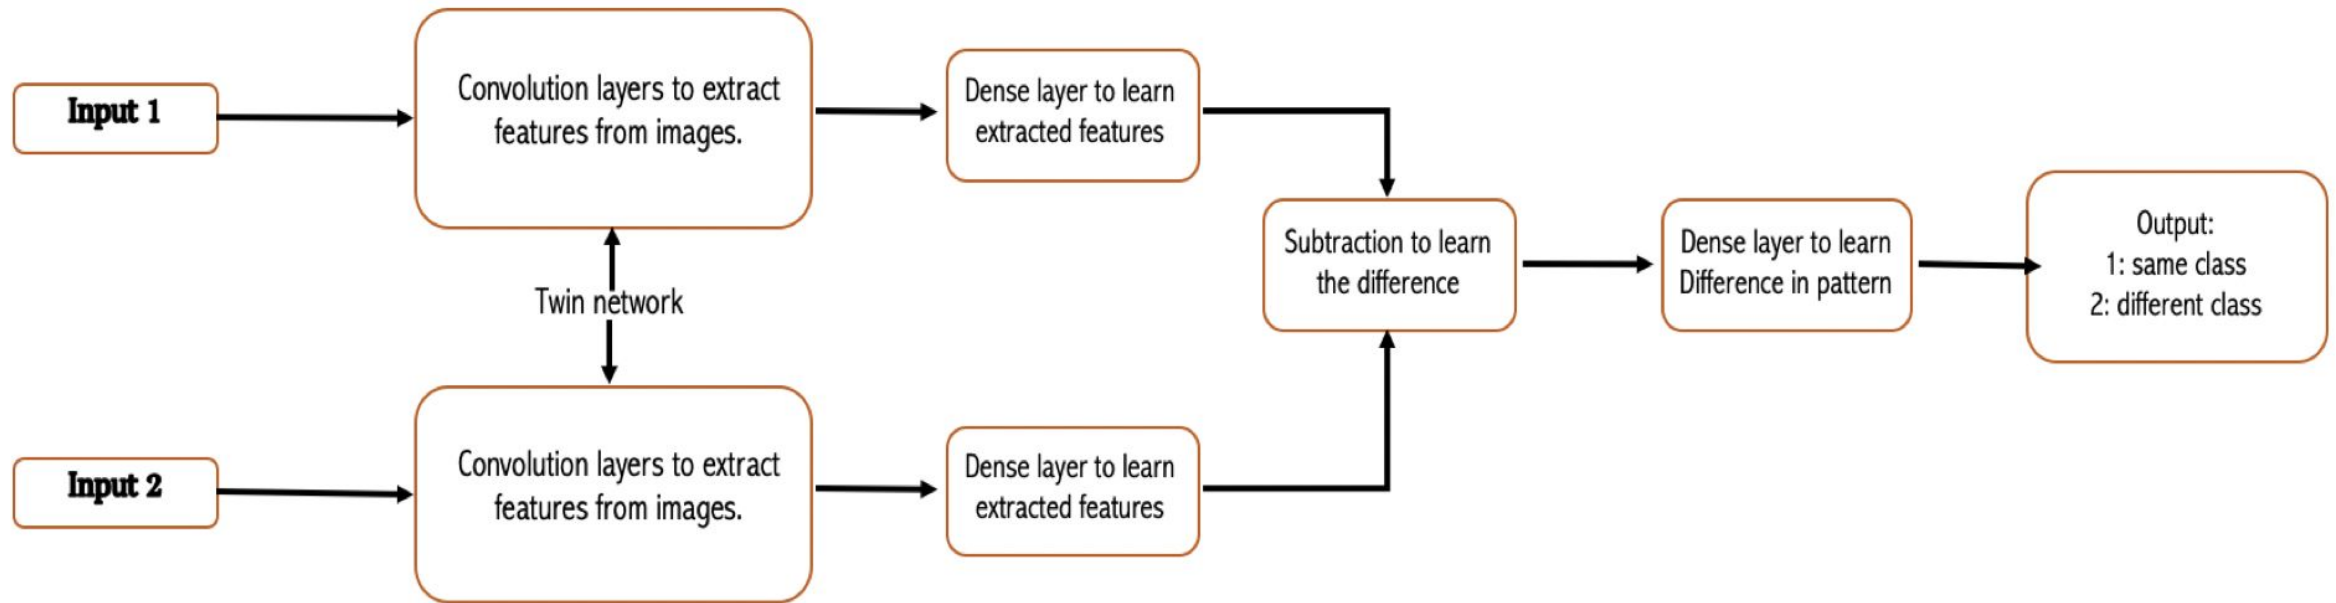 Input 1
Convolution layers to extract
features from images.
Dense layer to learn
extracted features
Twin network
Input 2
Convolution layers to extract
features from images.
Dense layer to learn
extracted features
Subtraction to learn
the difference
Dense layer to learn
Difference in pattern
Output:
1: same class
2: different class